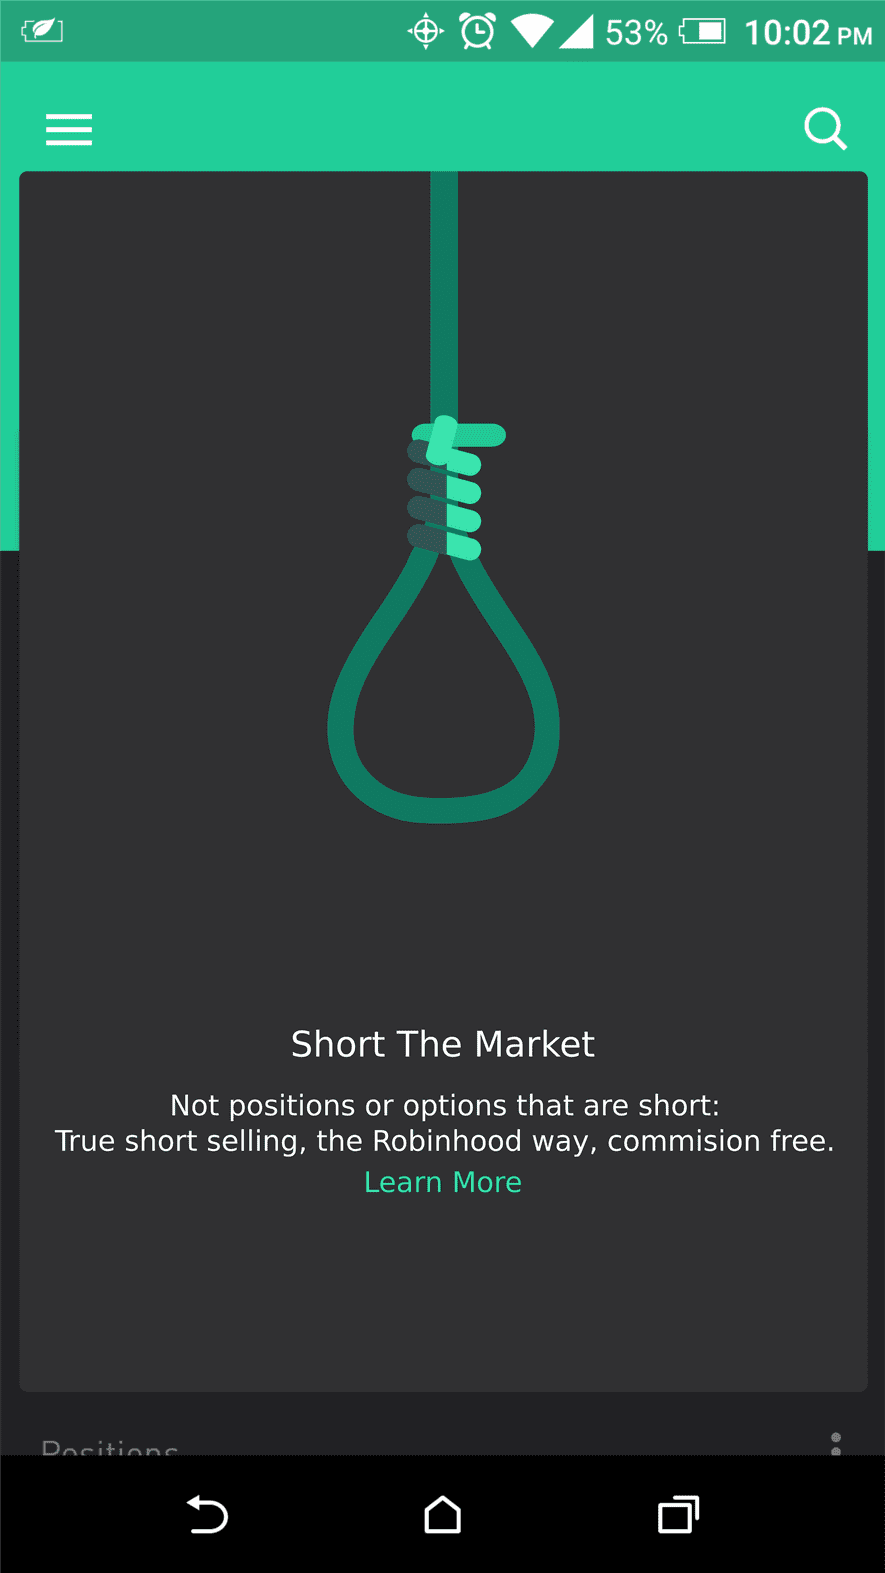 53% 10:02 PM
Short The Market
Not positions or options that are short:
True short selling, the Robinhood way, commision free.
Learn More
Positions